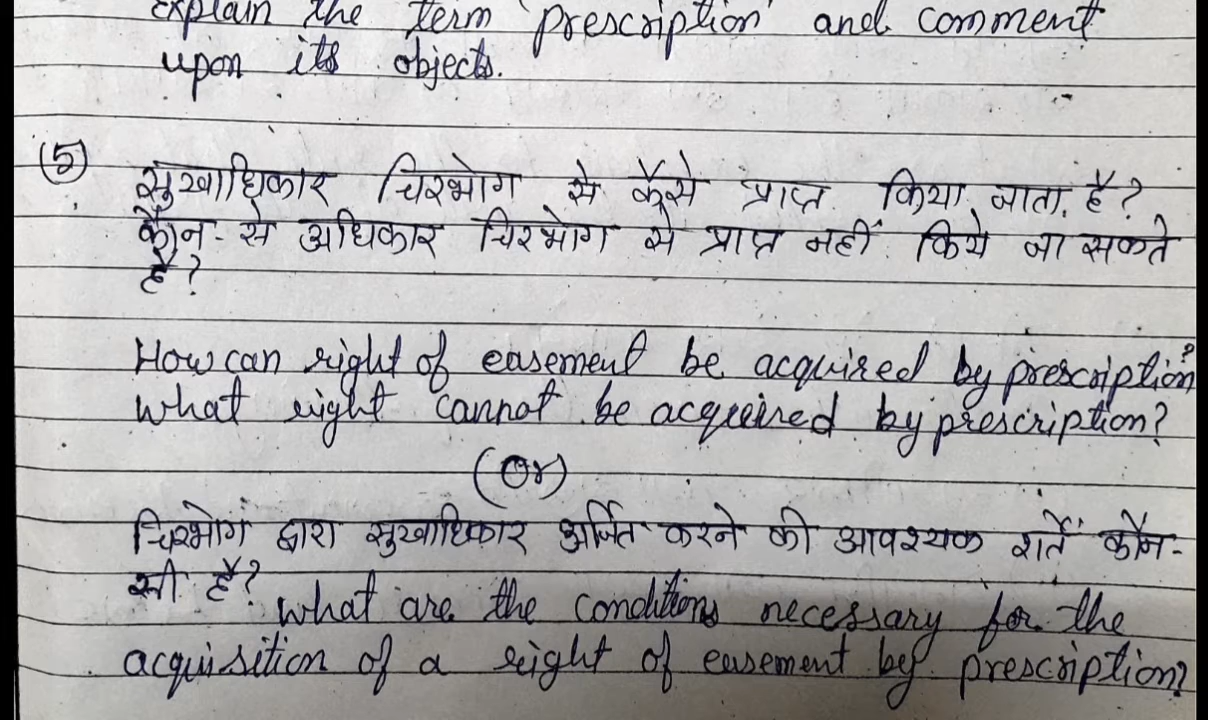 explain the term 'prescription' and comment
upon its objects.
(5) सुखाधिकार चिरभोग से कैसे प्राप्त किया जाता है?
कौन-से अधिकार चिरभोग से प्राप्त नहीं किये जा सकते
है?
How can right of easement be acquired by prescription?
what right cannot be acquired by prescription?
(Or)
चिरभोग द्वारा सुखाधिकार अर्जित करने की आवश्यक शर्तें कौन-
सी है? what are the conditions necessary for the
acquisition of a right of easement by prescription?